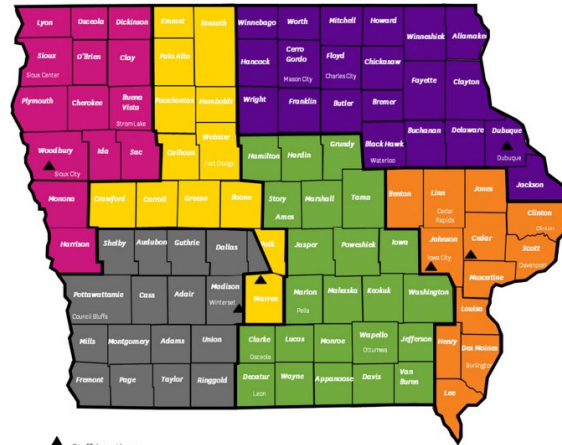 Lyon Osceola Dickinson Emmet Kossuth Winnebago Worth Mitchell Howard Winneshiek Allamakee
Sioux O'Brien Clay Palo Alto Hancock Cerro Gordo Floyd Chickasaw
Sioux Center Mason City Charles City
Fayette Clayton
Plymouth Cherokee Buena Vista Pocahontas Humboldt Wright Franklin Butler Bremer
Strom Lake
Woodbury Ida Sac Calhoun Webster Hamilton Hardin Grundy Black Hawk Buchanan Delaware Dubuque
Sioux City Fort Dodge Waterloo Dubuque
Jackson
Monona Crawford Carroll Greene Boone Story Marshall Tama Benton Linn Jones
Ames Cedar Rapids
Clinton
Clinton
Harrison Shelby Audubon Guthrie Dallas Polk Jasper Poweshiek Iowa Johnson Cedar Scott
Iowa City Davenport
Muscatine
Pottawattamie Cass Adair Madison Warren Marion Mahaska Keokuk Washington
Council Bluffs Winterset Pella
Louisa
Mills Montgomery Adams Union Clarke Lucas Monroe Wapello Jefferson Henry Des Moines
Osceola Ottumwa Burlington
Fremont Page Taylor Ringgold Decatur Wayne Appanoose Davis Van Buren Lee
Leon